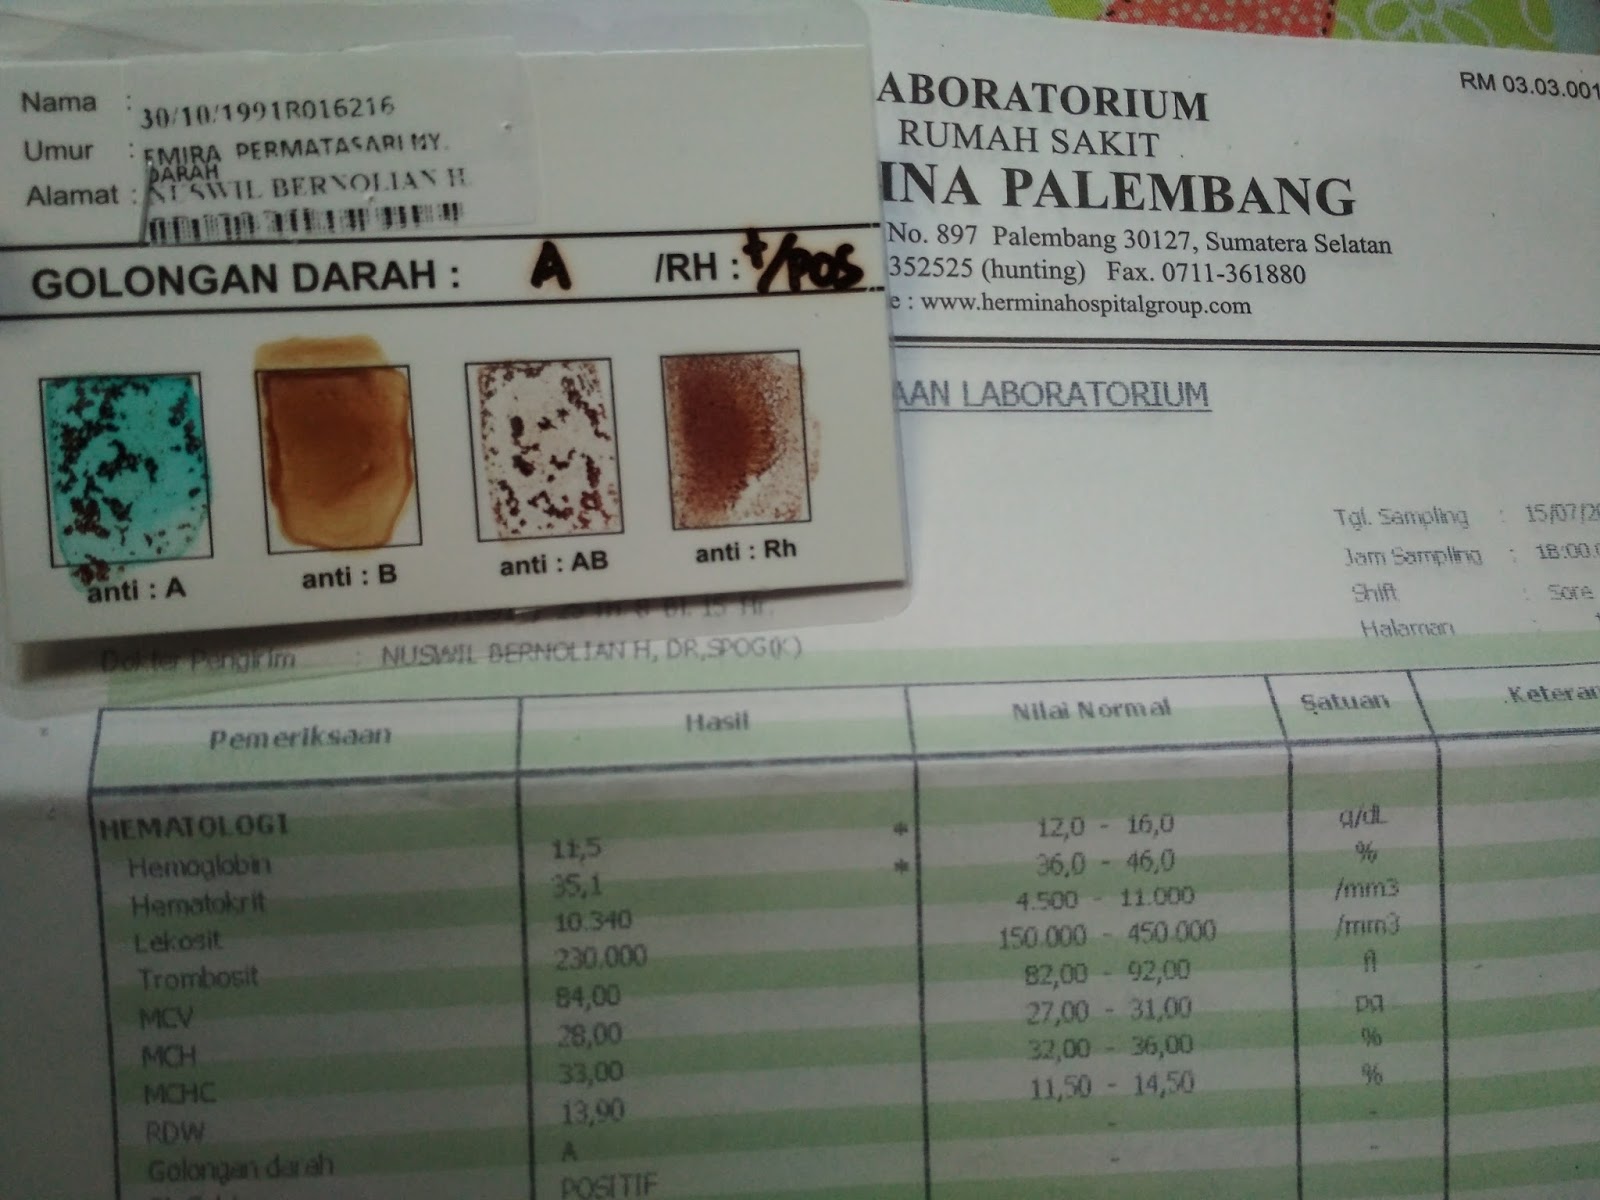 Nama :
30/10/1991R016216
Umur :
EMIRA PERMATASARI MY.
DARAH
Alamat :
NUSWIL BERNOLIAN H
GOLONGAN DARAH : A /RH : +/POS
anti : A
anti : B
anti : AB
anti : Rh
ABORATORIUM
RM 03.03.001
RUMAH SAKIT
INA PALEMBANG
No. 897 Palembang 30127, Sumatera Selatan
352525 (hunting) Fax. 0711-361880
e : www.herminahospitalgroup.com
AAN LABORATORIUM
Tgl. Sampling : 15/07/20
Jam Sampling : 18:00:0
Shift : Sore
Halaman
Dokter Pengirim : NUSWIL BERNOLIAN H, DR,SPOG(K)
Pemeriksaan Hasil Nilai Normal Satuan Keteran
HEMATOLOGI
Hemoglobin 11,5 * 12,0 - 16,0 g/dL
Hematokrit 35,1 * 36,0 - 46,0 %
Lekosit 10.340 4.500 - 11.000 /mm3
Trombosit 230.000 150.000 - 450.000 /mm3
MCV 84,00 82,00 - 92,00 fl
MCH 28,00 27,00 - 31,00 pg
MCHC 33,00 32,00 - 36,00 %
RDW 13,90 11,50 - 14,50 %
Golongan darah A - -
POSITIF - -